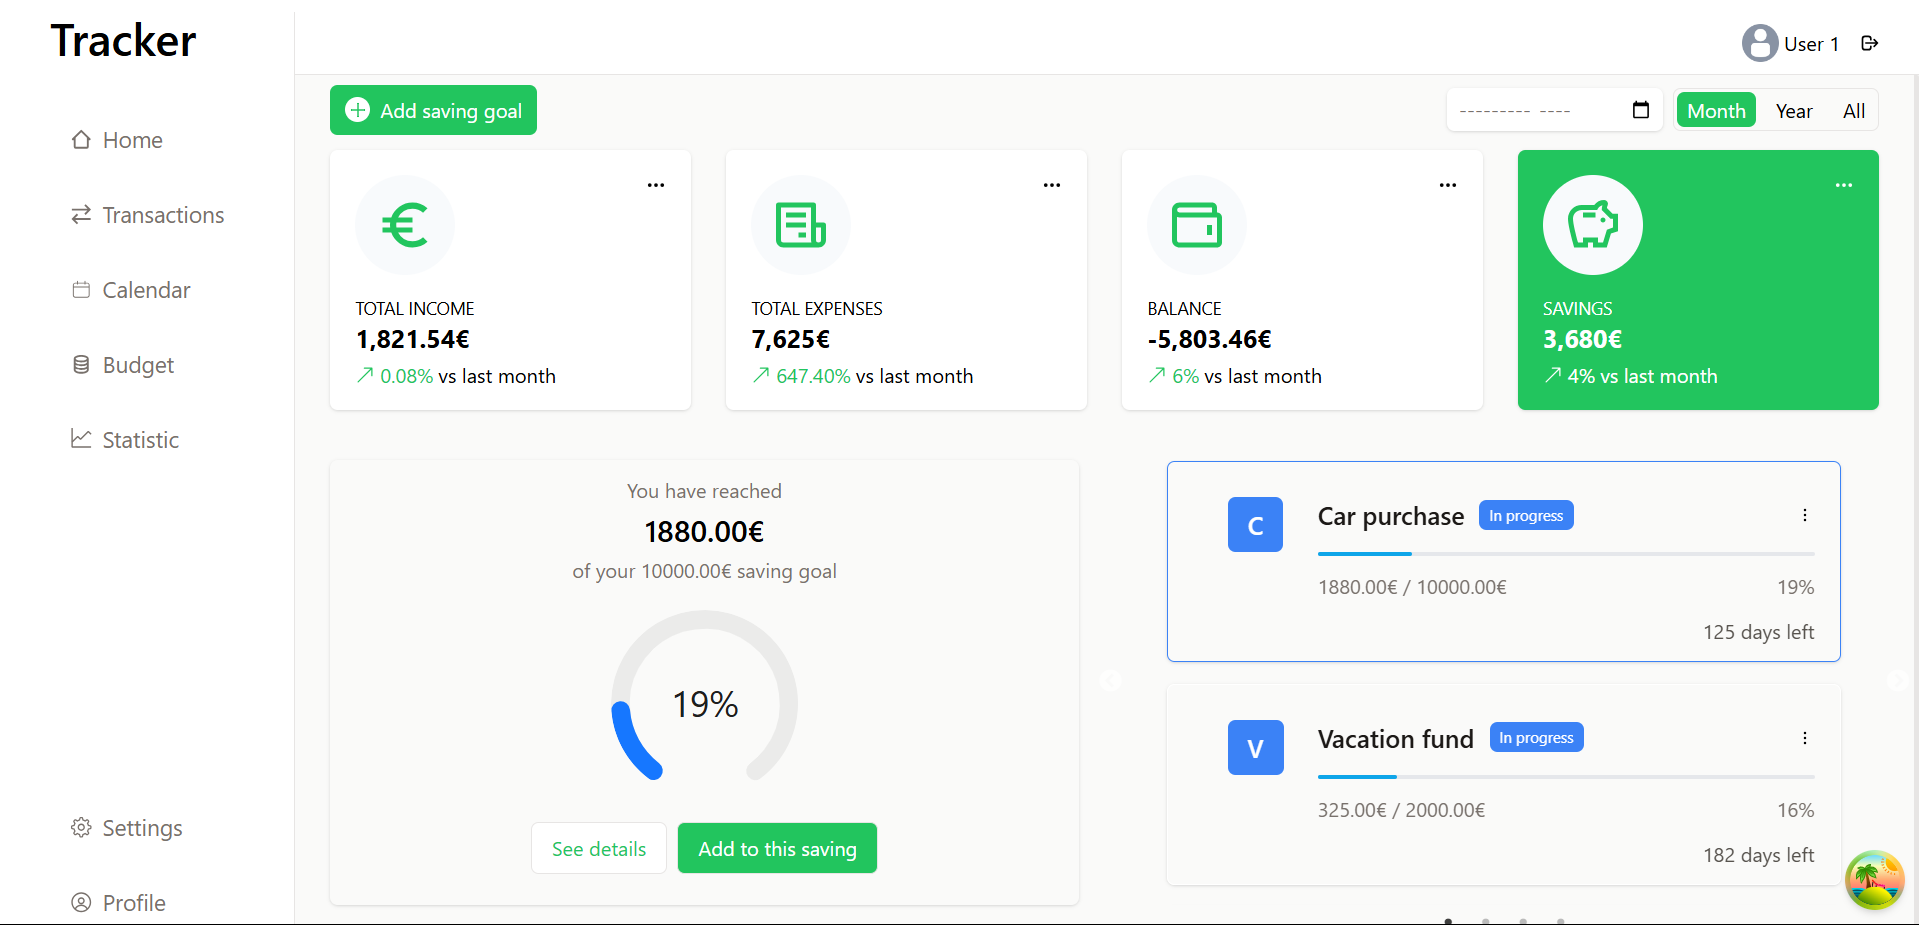 Tracker
User 1
Home
Transactions
Calendar
Budget
Statistic
Settings
Profile
Add saving goal
--------- ----
Month Year All
TOTAL INCOME
1,821.54€
0.08% vs last month
TOTAL EXPENSES
7,625€
647.40% vs last month
BALANCE
-5,803.46€
6% vs last month
SAVINGS
3,680€
4% vs last month
You have reached
1880.00€
of your 10000.00€ saving goal
19%
See details
Add to this saving
C
Car purchase In progress
1880.00€ / 10000.00€ 19%
125 days left
V
Vacation fund In progress
325.00€ / 2000.00€ 16%
182 days left